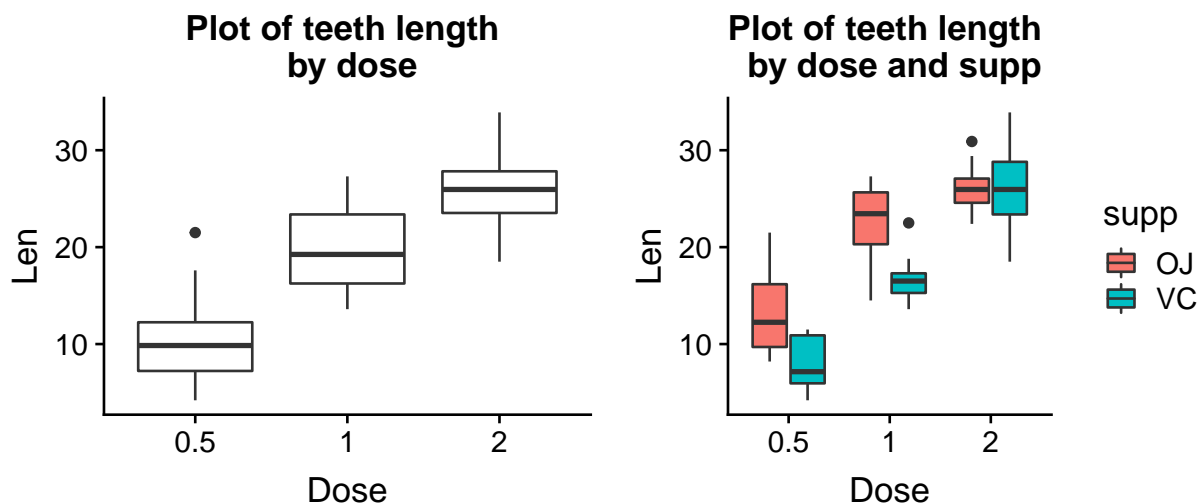 Plot of teeth length
by dose
Len
30
20
10
0.5 1 2
Dose
Plot of teeth length
by dose and supp
Len
30
20
10
0.5 1 2
Dose
supp
OJ
VC